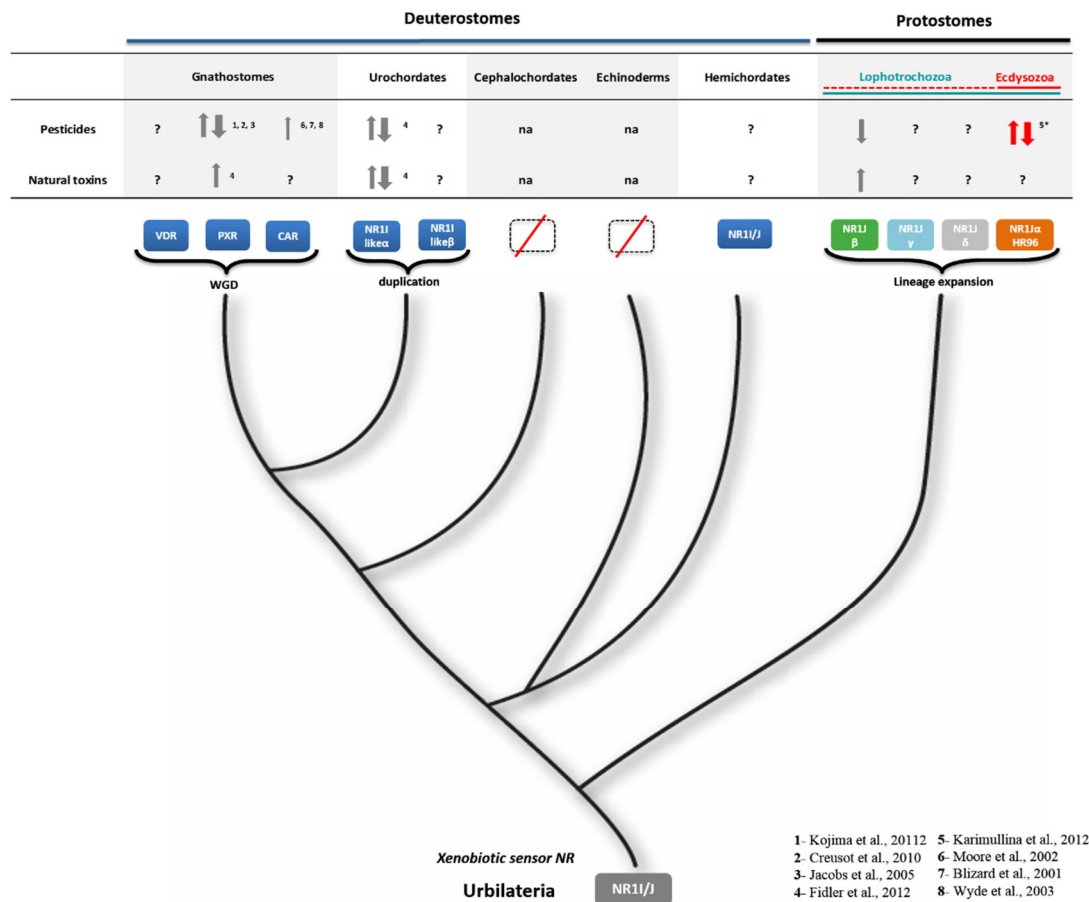 Deuterostomes
Protostomes
Gnathostomes Urochordates Cephalochordates Echinoderms Hemichordates Lophotrochozoa Ecdysozoa
Pesticides ? 1, 2, 3 6, 7, 8 4 ? na na ? ? ? 5*
Natural toxins ? 4 ? 4 ? na na ? ? ? ?
VDR
PXR
CAR
NR1I
likeα
NR1I
likeβ
NR1I/J
NR1J
β
NR1J
γ
NR1J
δ
NR1Jα
HR96
WGD
duplication
Lineage expansion
Xenobiotic sensor NR
Urbilateria
NR1I/J
1- Kojima et al., 20112
2- Creusot et al., 2010
3- Jacobs et al., 2005
4- Fidler et al., 2012
5- Karimullina et al., 2012
6- Moore et al., 2002
7- Blizard et al., 2001
8- Wyde et al., 2003